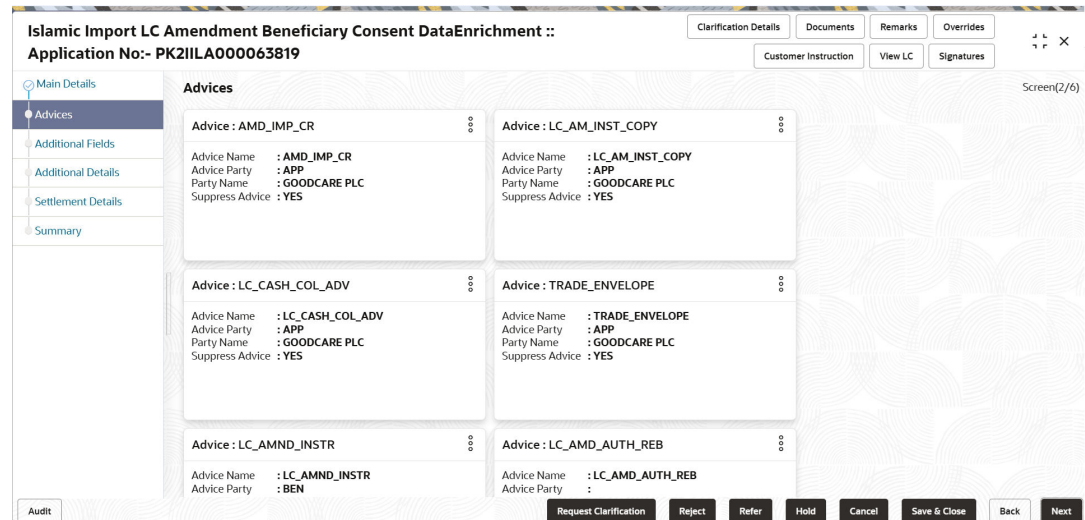 Islamic Import LC Amendment Beneficiary Consent DataEnrichment ::
Application No:- PK2IILA000063819
Clarification Details
Documents
Remarks
Overrides
Customer Instruction
View LC
Signatures
Main Details
Advices
Additional Fields
Additional Details
Settlement Details
Summary
Advices
Screen(2/6)
Advice : AMD_IMP_CR
Advice Name : AMD_IMP_CR
Advice Party : APP
Party Name : GOODCARE PLC
Suppress Advice : YES
Advice : LC_AM_INST_COPY
Advice Name : LC_AM_INST_COPY
Advice Party : APP
Party Name : GOODCARE PLC
Suppress Advice : YES
Advice : LC_CASH_COL_ADV
Advice Name : LC_CASH_COL_ADV
Advice Party : APP
Party Name : GOODCARE PLC
Suppress Advice : YES
Advice : TRADE_ENVELOPE
Advice Name : TRADE_ENVELOPE
Advice Party : APP
Party Name : GOODCARE PLC
Suppress Advice : YES
Advice : LC_AMND_INSTR
Advice Name : LC_AMND_INSTR
Advice Party : BEN
Advice : LC_AMD_AUTH_REB
Advice Name : LC_AMD_AUTH_REB
Advice Party :
Audit
Request Clarification
Reject
Refer
Hold
Cancel
Save & Close
Back
Next